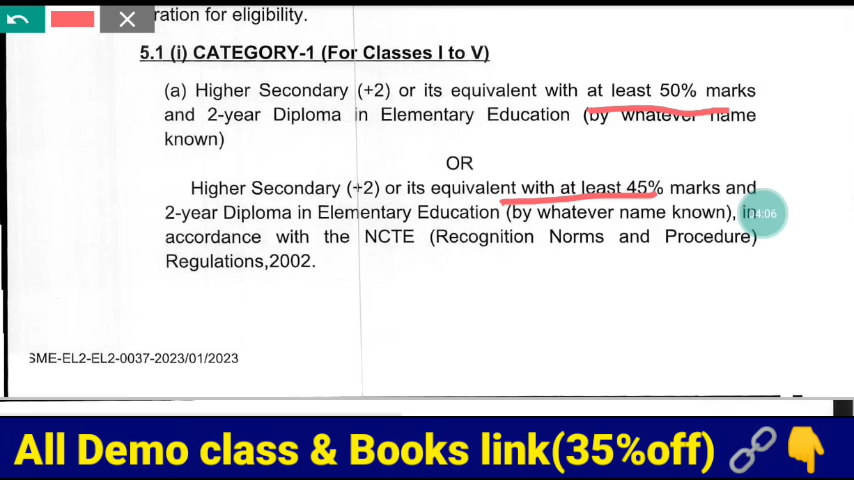 ration for eligibility.
5.1 (i) CATEGORY-1 (For Classes I to V)
(a) Higher Secondary (+2) or its equivalent with at least 50% marks
and 2-year Diploma in Elementary Education (by whatever name
known)
OR
Higher Secondary (+2) or its equivalent with at least 45% marks and
2-year Diploma in Elementary Education (by whatever name known), in
04:06
accordance with the NCTE (Recognition Norms and Procedure)
Regulations,2002.
SME-EL2-EL2-0037-2023/01/2023
All Demo class & Books link(35%off) 🔗👇